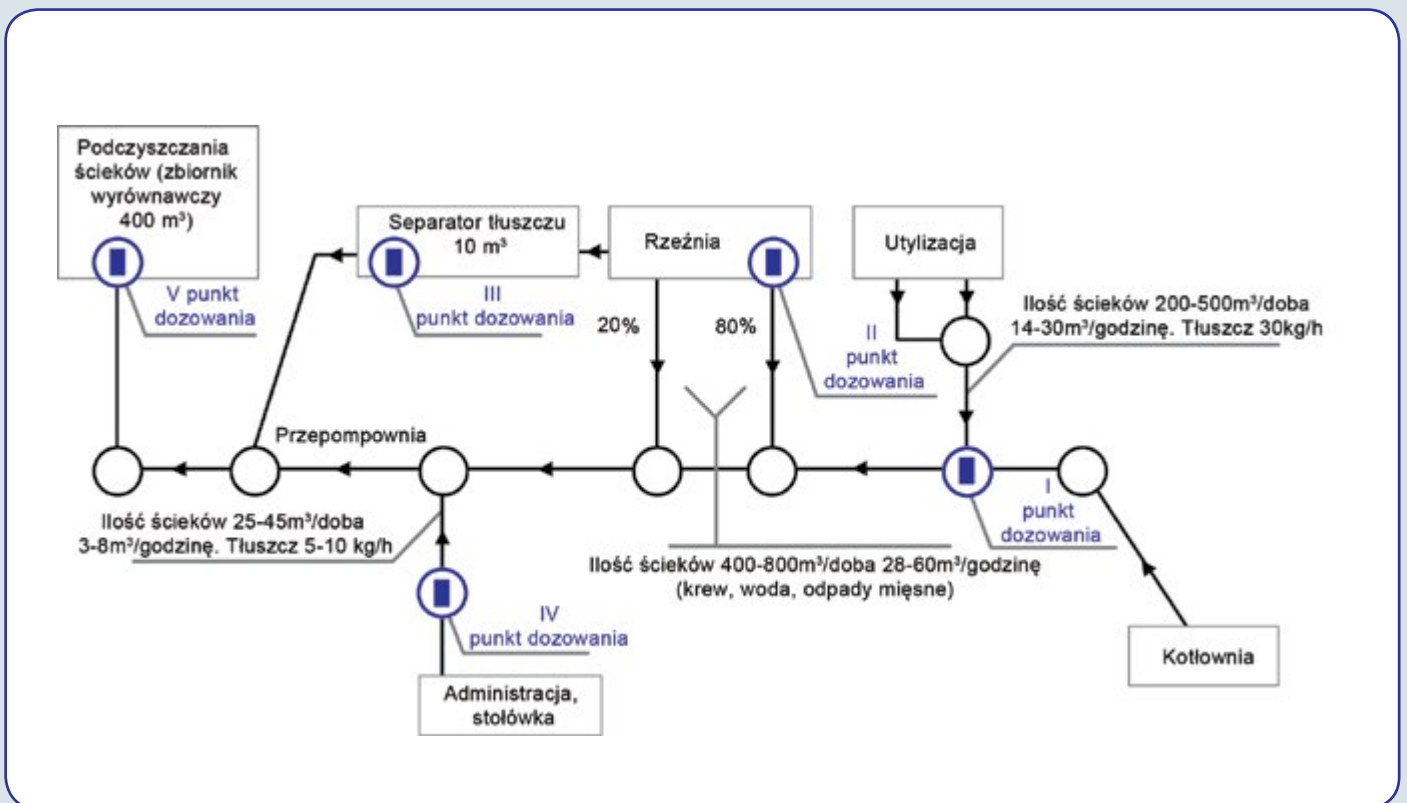 Podczyszczania
ścieków (zbiornik
wyrównawczy
400 m³)
V punkt
dozowania
Separator tłuszczu
10 m³
III
punkt dozowania
Rzeźnia
20%
80%
II
punkt
dozowania
Utylizacja
Ilość ścieków 200-500m³/doba
14-30m³/godzinę. Tłuszcz 30kg/h
Przepompownia
Ilość ścieków 25-45m³/doba
3-8m³/godzinę. Tłuszcz 5-10 kg/h
I
punkt
dozowania
Ilość ścieków 400-800m³/doba 28-60m³/godzinę
(krew, woda, odpady mięsne)
IV
punkt dozowania
Kotłownia
Administracja,
stołówka